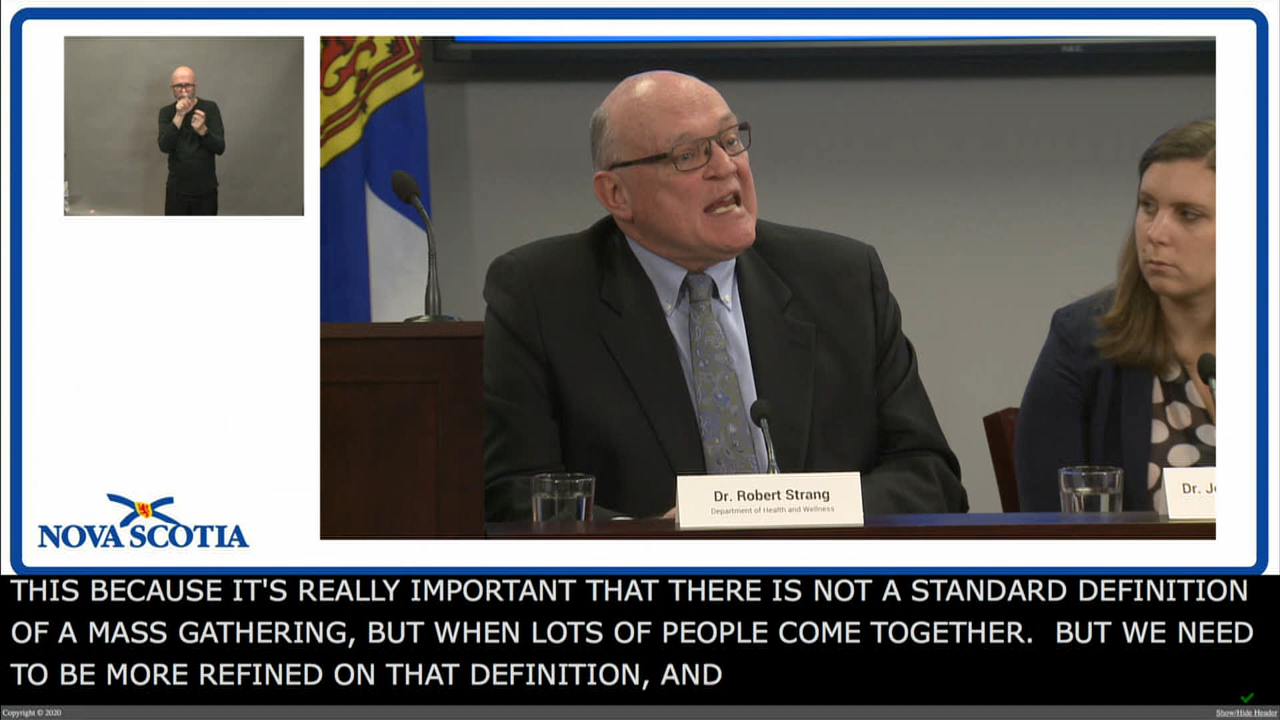 NEC
Dr. Robert Strang
Department of Health and Wellness
Dr. J
NOVA SCOTIA
THIS BECAUSE IT'S REALLY IMPORTANT THAT THERE IS NOT A STANDARD DEFINITION
OF A MASS GATHERING, BUT WHEN LOTS OF PEOPLE COME TOGETHER.  BUT WE NEED
TO BE MORE REFINED ON THAT DEFINITION, AND
Copyright © 2020
Show/Hide Header